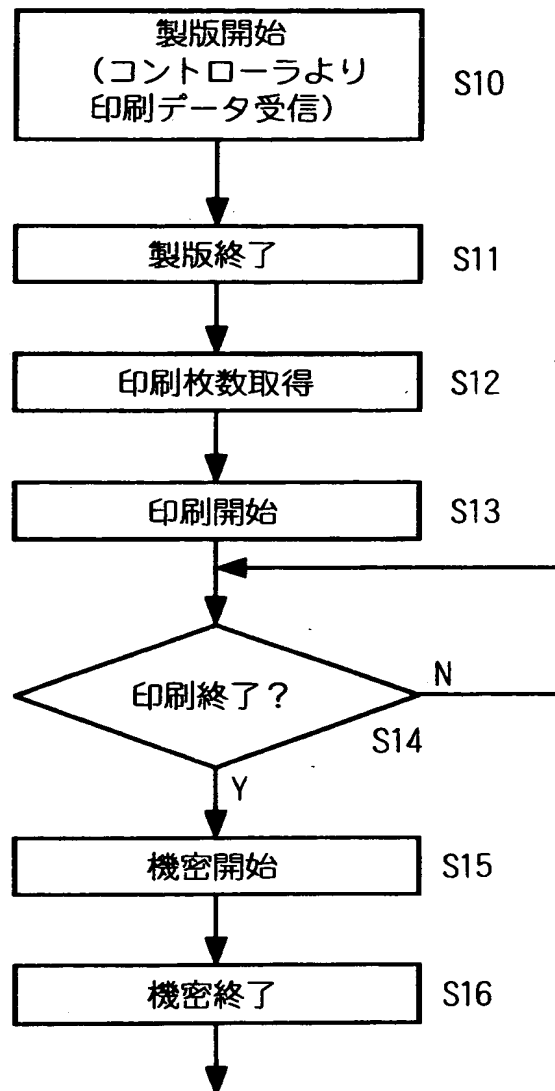 製版開始
（コントローラより
印刷データ受信）
S10
製版終了
S11
印刷枚数取得
S12
印刷開始
S13
印刷終了？
N
S14
Y
機密開始
S15
機密終了
S16